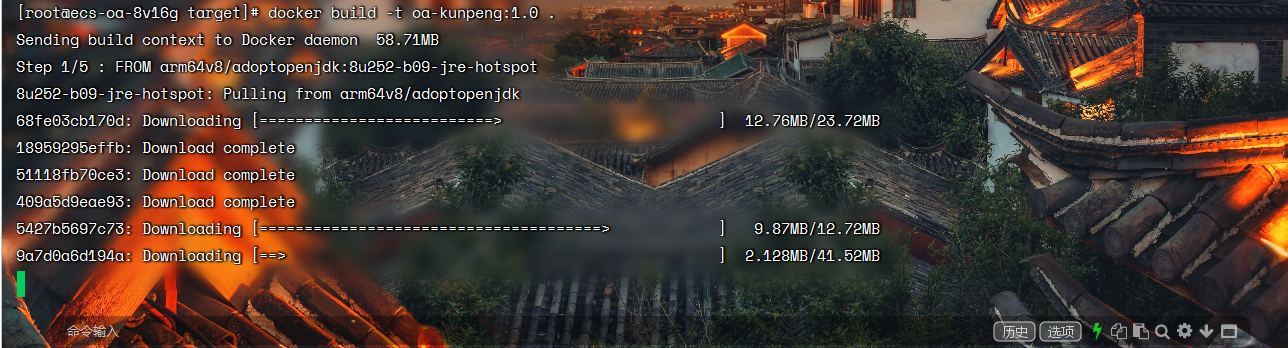 [root@ecs-oa-8v16g target]# docker build -t oa-kunpeng:1.0 .
Sending build context to Docker daemon  58.71MB
Step 1/5 : FROM arm64v8/adoptopenjdk:8u252-b09-jre-hotspot
8u252-b09-jre-hotspot: Pulling from arm64v8/adoptopenjdk
68fe03cb170d: Downloading [==========================>                        ]  12.76MB/23.72MB
18959295effb: Download complete
51118fb70ce3: Download complete
409a5d9eae93: Download complete
5427b5697c73: Downloading [======================================>            ]   9.87MB/12.72MB
9a7d0a6d194a: Downloading [==>                                                ]  2.128MB/41.52MB
命令输入 历史 选项